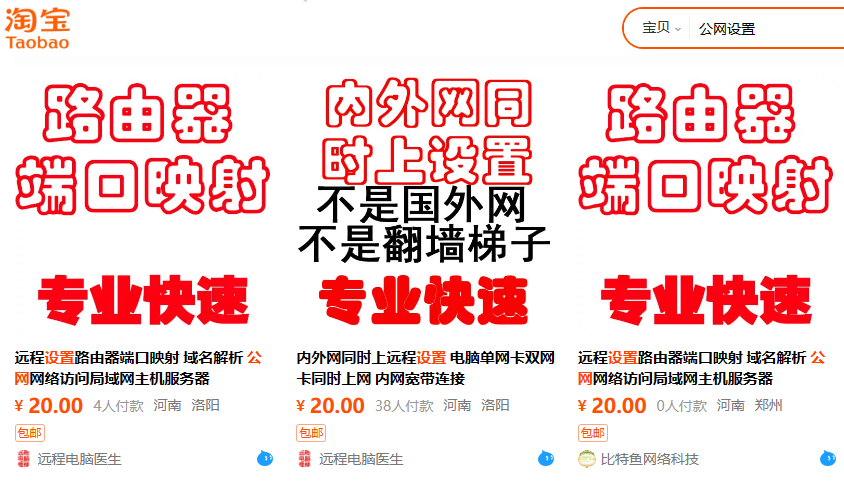 淘宝
Taobao
宝贝
公网设置
路由器
端口映射
专业快速
内外网同
时上设置
不是国外网
不是翻墙梯子
专业快速
路由器
端口映射
专业快速
远程设置路由器端口映射 域名解析 公
网网络访问局域网主机服务器
¥ 20.00 4人付款 河南 洛阳
包邮
远程电脑医生
内外网同时上远程设置 电脑单网卡双网
卡同时上网 内网宽带连接
¥ 20.00 38人付款 河南 洛阳
包邮
远程电脑医生
远程设置路由器端口映射 域名解析 公
网网络访问局域网主机服务器
¥ 20.00 0人付款 河南 郑州
包邮
比特鱼网络科技